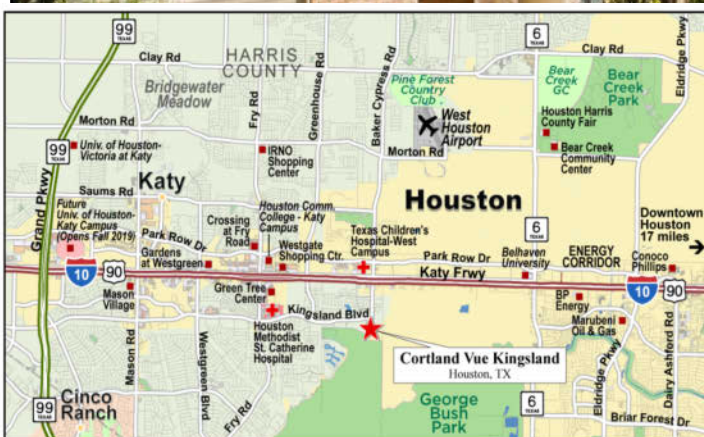 99
TEXAS
6
TEXAS
Clay Rd
HARRIS
COUNTY
Clay Rd
Eldridge Pkwy
Bridgewater
Meadow
Fry Rd
Greenhouse Rd
Baker Cypress Rd
Pine Forest
Country
Club
Bear
Creek
GC
Bear
Creek
Park
Morton Rd
West
Houston
Airport
Houston Harris
County Fair
99
TEXAS
Univ. of Houston-
Victoria at Katy
IRNO
Shopping
Center
Morton Rd
Bear Creek
Community
Center
Saums Rd
Katy
Houston
Grand Pkwy
Future
Univ. of Houston-
Katy Campus
(Opens Fall 2019)
Houston Comm.
College - Katy
Campus
Crossing
at Fry
Road
Park Row Dr
Gardens
at Westgreen
Westgate
Shopping Ctr.
Texas Children's
Hospital-West
Campus
6
TEXAS
Park Row Dr
Belhaven
University
ENERGY
CORRIDOR
Downtown
Houston
17 miles
Conoco
Phillips
10
90
Katy Frwy
10
90
Mason
Village
Green Tree
Center
Kingsland Blvd
BP
Energy
Marubeni
Oil & Gas
Houston
Methodist
St. Catherine
Hospital
Cortland Vue Kingsland
Houston, TX
Mason Rd
Westgreen Blvd
Fry Rd
Eldridge Pkwy
Dairy Ashford Rd
99
TEXAS
Cinco
Ranch
George
Bush
Park
6
TEXAS
Briar Forest Dr